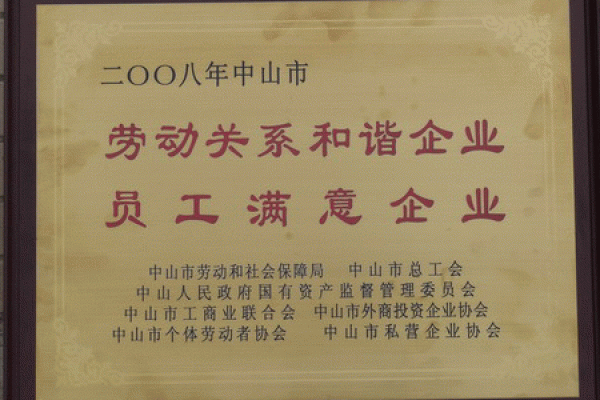 二〇〇八年中山市
劳动关系和谐企业
员工满意企业
中山市劳动和社会保障局 中山市总工会
中山人民政府国有资产监督管理委员会
中山市工商业联合会 中山市外商投资企业协会
中山市个体劳动者协会 中山市私营企业协会